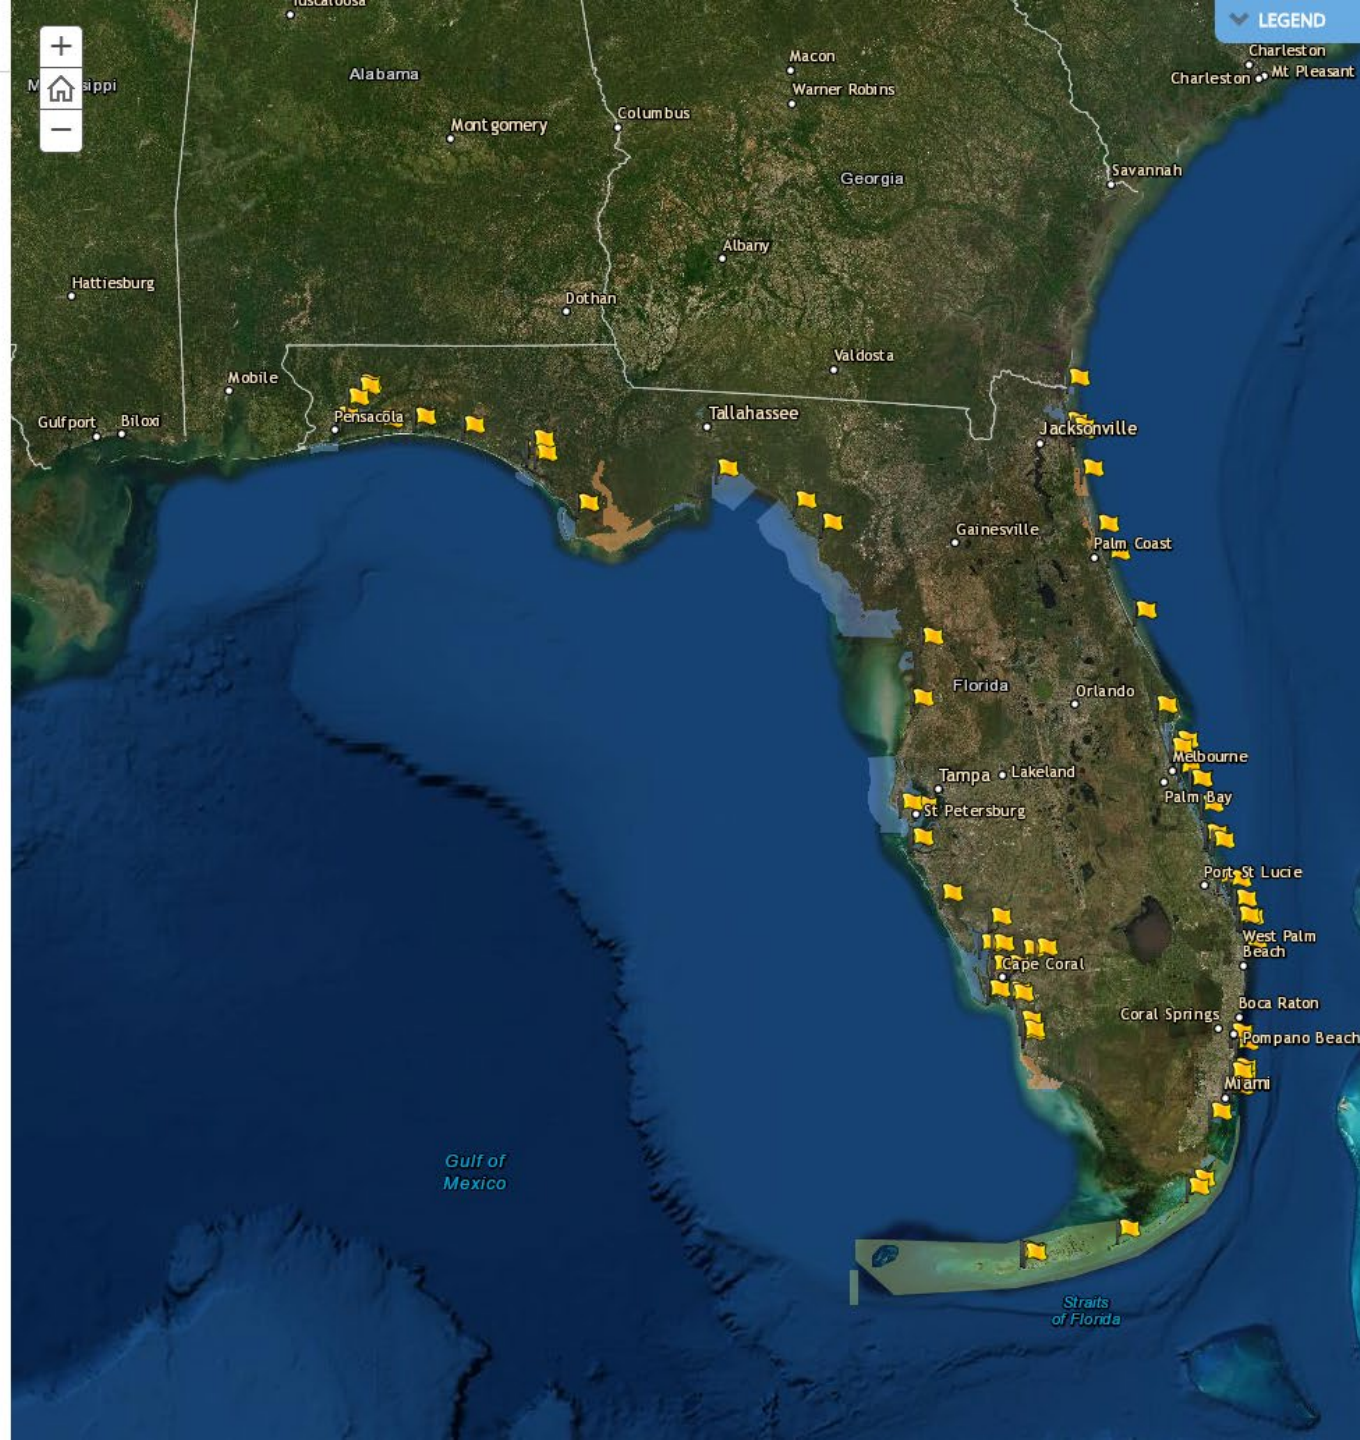 Tuscaloosa
LEGEND
+
Charleston
Macon
Alabama
Charleston
Mt Pleasant
Warner Robins
Columbus
Montgomery
−
Savannah
Georgia
Albany
Hattiesburg
Dothan
Valdosta
Mobile
Tallahassee
Pensacola
Gulfport
Biloxi
Jacksonville
Gainesville
Palm Coast
Florida
Orlando
Melbourne
Tampa
Lakeland
Palm Bay
St Petersburg
Port St Lucie
West Palm
Beach
Cape Coral
Boca Raton
Coral Springs
Pompano Beach
Miami
Gulf of
Mexico
Straits
of Florida